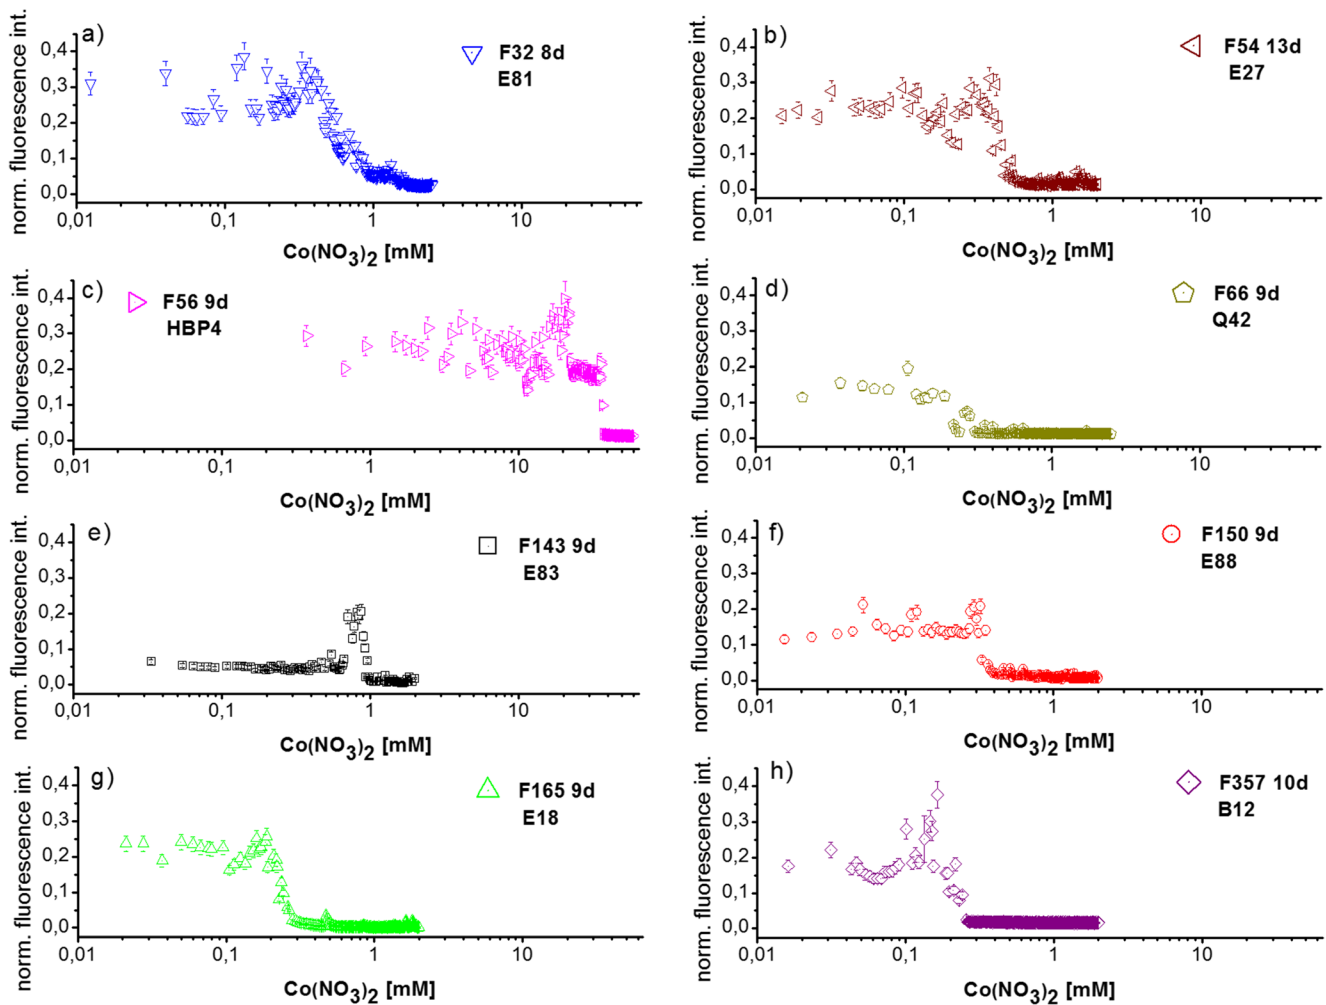 a)
F32 8d
E81
norm. fluorescence int.
0,4
0,3
0,2
0,1
0,0
0,01
0,1
1
10
Co(NO3)2 [mM]
b)
F54 13d
E27
norm. fluorescence int.
0,4
0,3
0,2
0,1
0,0
0,01
0,1
1
10
Co(NO3)2 [mM]
c)
F56 9d
HBP4
norm. fluorescence int.
0,4
0,3
0,2
0,1
0,0
0,01
0,1
1
10
Co(NO3)2 [mM]
d)
F66 9d
Q42
norm. fluorescence int.
0,4
0,3
0,2
0,1
0,0
0,01
0,1
1
10
Co(NO3)2 [mM]
e)
F143 9d
E83
norm. fluorescence int.
0,4
0,3
0,2
0,1
0,0
0,01
0,1
1
10
Co(NO3)2 [mM]
f)
F150 9d
E88
norm. fluorescence int.
0,4
0,3
0,2
0,1
0,0
0,01
0,1
1
10
Co(NO3)2 [mM]
g)
F165 9d
E18
norm. fluorescence int.
0,4
0,3
0,2
0,1
0,0
0,01
0,1
1
10
Co(NO3)2 [mM]
h)
F357 10d
B12
norm. fluorescence int.
0,4
0,3
0,2
0,1
0,0
0,01
0,1
1
10
Co(NO3)2 [mM]